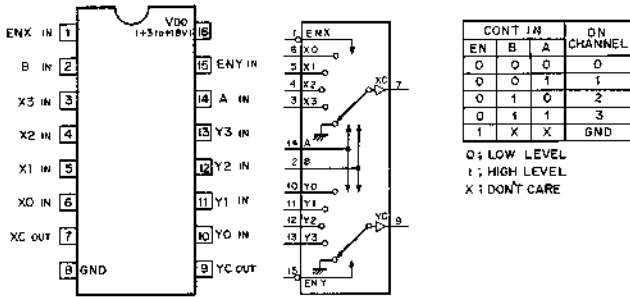 VDD
(+3 to +18V)
ENX IN 1
16
B IN 2
15 ENY IN
X3 IN 3
14 A IN
X2 IN 4
13 Y3 IN
X1 IN 5
12 Y2 IN
X0 IN 6
11 Y1 IN
XC OUT 7
10 Y0 IN
8 GND
9 YC OUT
1 ENX
6 X0
5 X1
4 X2
3 X3
XC 7
14 A
2 B
10 Y0
11 Y1
12 Y2
13 Y3
YC 9
15 ENY
CONT IN ON CHANNEL
EN B A
0 0 0 0
0 0 1 1
0 1 0 2
0 1 1 3
1 X X GND
0 ; LOW LEVEL
1 ; HIGH LEVEL
X ; DON'T CARE